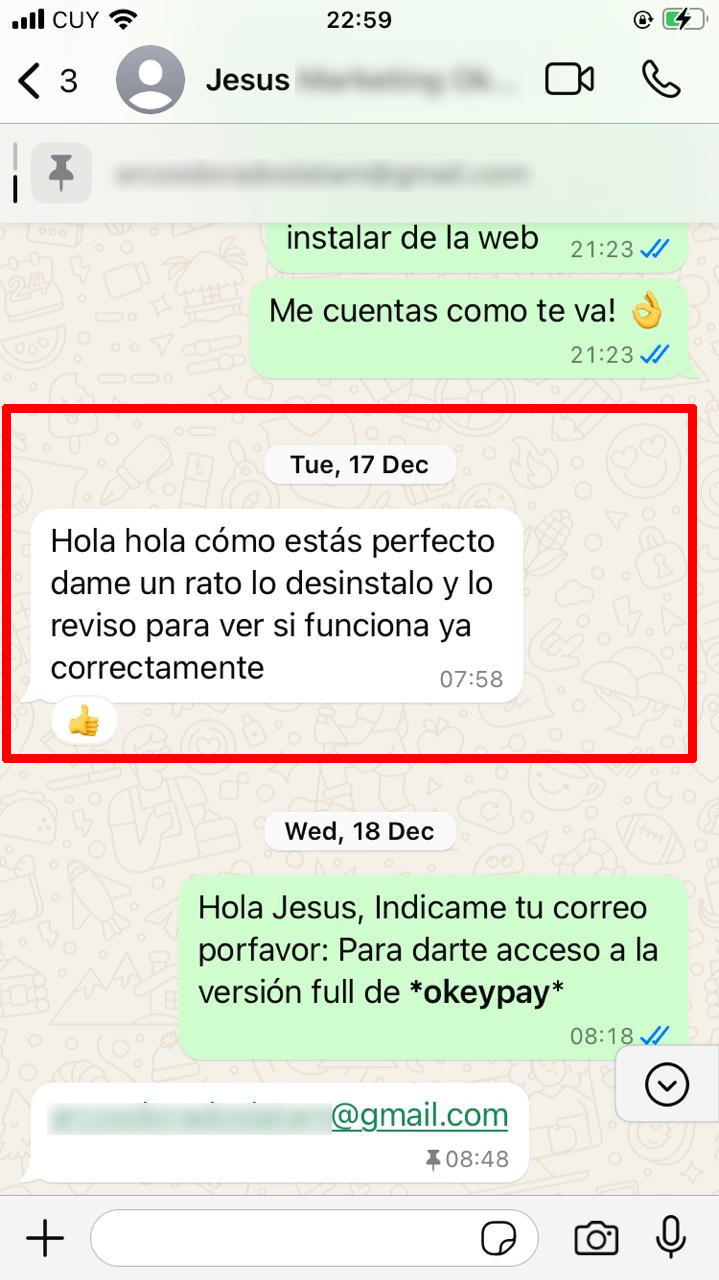 CUY
22:59
3
Jesus
instalar de la web
21:23
Me cuentas como te va! 👌
21:23
Tue, 17 Dec
Hola hola cómo estás perfecto
dame un rato lo desinstalo y lo
reviso para ver si funciona ya
correctamente
07:58
👍
Wed, 18 Dec
Hola Jesus, Indicame tu correo
porfavor: Para darte acceso a la
versión full de *okeypay*
08:18
@gmail.com
08:48